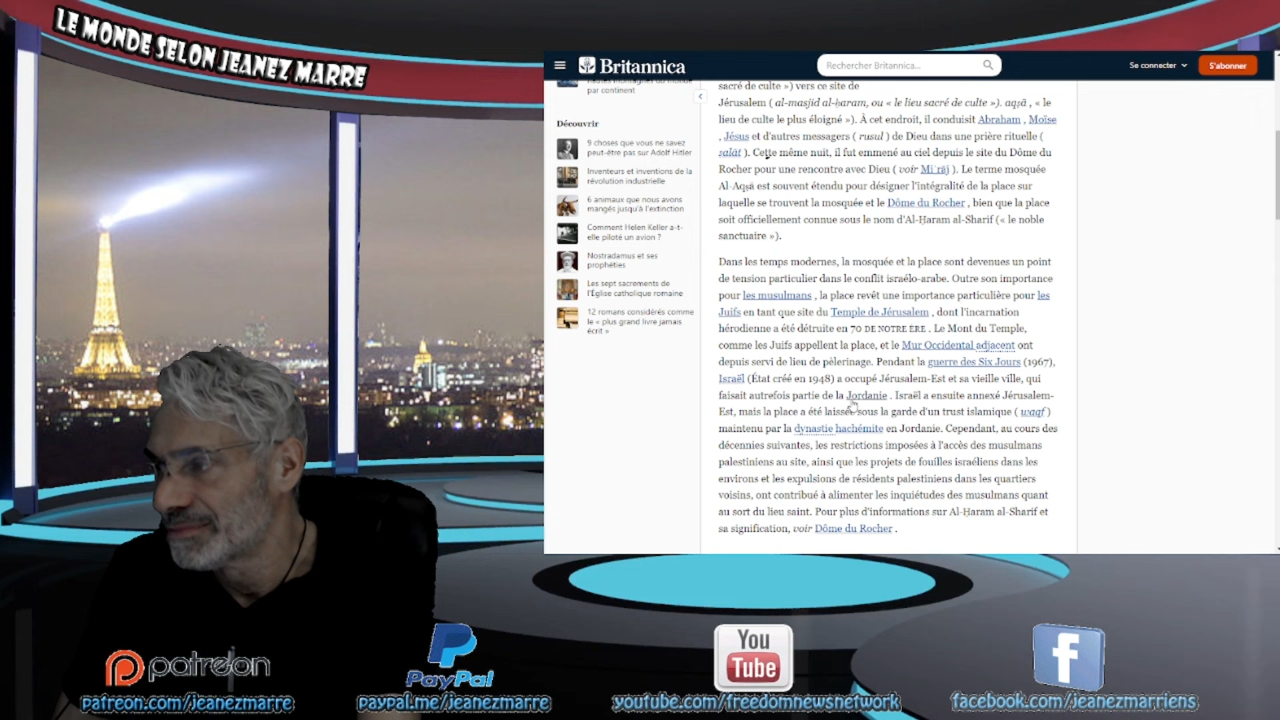 LE MONDE SELON JEANEZ MARRE
Britannica
Rechercher Britannica...
Se connecter
S'abonner
hautes montagnes du monde
par continent
Découvrir
9 choses que vous ne savez
peut-être pas sur Adolf Hitler
Inventeurs et inventions de la
révolution industrielle
6 animaux que nous avons
mangés jusqu'à l'extinction
Comment Helen Keller a-t-
elle piloté un avion ?
Nostradamus et ses
prophéties
Les sept sacrements de
l'Église catholique romaine
12 romans considérés comme
le « plus grand livre jamais
écrit »
sacré de culte ») vers ce site de
Jérusalem ( al-masjid al-ḥaram, ou « le lieu sacré de culte »). aqṣā , « le
lieu de culte le plus éloigné »). À cet endroit, il conduisit Abraham , Moïse
, Jésus et d'autres messagers ( rusul ) de Dieu dans une prière rituelle (
ṣalāt ). Cette même nuit, il fut emmené au ciel depuis le site du Dôme du
Rocher pour une rencontre avec Dieu ( voir Miʿrāj ). Le terme mosquée
Al-Aqṣā est souvent étendu pour désigner l'intégralité de la place sur
laquelle se trouvent la mosquée et le Dôme du Rocher , bien que la place
soit officiellement connue sous le nom d'Al-Ḥaram al-Sharif (« le noble
sanctuaire »).
Dans les temps modernes, la mosquée et la place sont devenues un point
de tension particulier dans le conflit israélo-arabe. Outre son importance
pour les musulmans , la place revêt une importance particulière pour les
Juifs en tant que site du Temple de Jérusalem , dont l'incarnation
hérodienne a été détruite en 70 DE NOTRE ÈRE . Le Mont du Temple,
comme les Juifs appellent la place, et le Mur Occidental adjacent ont
depuis servi de lieu de pèlerinage. Pendant la guerre des Six Jours (1967),
Israël (État créé en 1948) a occupé Jérusalem-Est et sa vieille ville, qui
faisait autrefois partie de la Jordanie . Israël a ensuite annexé Jérusalem-
Est, mais la place a été laissée sous la garde d'un trust islamique ( waqf )
maintenu par la dynastie hachémite en Jordanie. Cependant, au cours des
décennies suivantes, les restrictions imposées à l'accès des musulmans
palestiniens au site, ainsi que les projets de fouilles israéliens dans les
environs et les expulsions de résidents palestiniens dans les quartiers
voisins, ont contribué à alimenter les inquiétudes des musulmans quant
au sort du lieu saint. Pour plus d'informations sur Al-Ḥaram al-Sharif et
sa signification, voir Dôme du Rocher .
patreon
patreon.com/jeanezmarre
PayPal
paypal.me/jeanezmarre
You
Tube
youtube.com/freedomnewsnetwork
f
facebook.com/jeanezmarriens